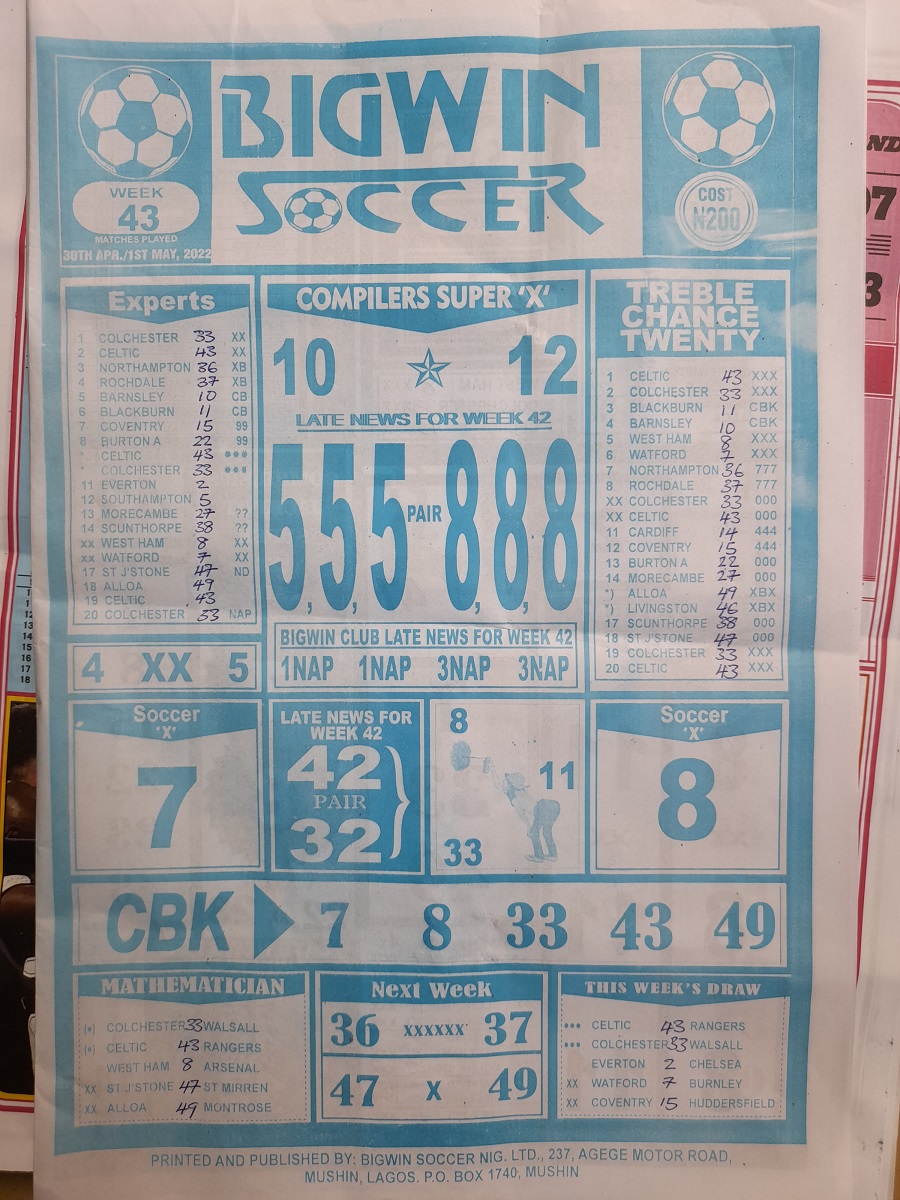 BIGWIN
SOCCER
WEEK
43
MATCHES PLAYED
30TH APR./1ST MAY, 2022
COST
₦200
Experts
1 COLCHESTER 33 XX
2 CELTIC 43 XX
3 NORTHAMPTON 36 XB
4 ROCHDALE 37 XB
5 BARNSLEY 10 CB
6 BLACKBURN 11 CB
7 COVENTRY 15 99
8 BURTON A 22 99
CELTIC 43 •••
COLCHESTER 33 •••
11 EVERTON 2
12 SOUTHAMPTON 5
13 MORECAMBE 27 ??
14 SCUNTHORPE 38 ??
XX WEST HAM 8 XX
XX WATFORD 7 XX
17 ST J'STONE 47 ND
18 ALLOA 49
19 CELTIC 43
20 COLCHESTER 33 NAP
4 XX 5
COMPILERS SUPER 'X'
10 12
LATE NEWS FOR WEEK 42
5, 5, 5 PAIR 8, 8, 8
BIGWIN CLUB LATE NEWS FOR WEEK 42
1NAP 1NAP 3NAP 3NAP
TREBLE
CHANCE
TWENTY
1 CELTIC 43 XXX
2 COLCHESTER 33 XXX
3 BLACKBURN 11 CBK
4 BARNSLEY 10 CBK
5 WEST HAM 8 XXX
6 WATFORD 7 XXX
7 NORTHAMPTON 36 777
8 ROCHDALE 37 777
XX COLCHESTER 33 000
XX CELTIC 43 000
11 CARDIFF 14 444
12 COVENTRY 15 444
13 BURTON A 22 000
14 MORECAMBE 27 000
*) ALLOA 49 XBX
*) LIVINGSTON 46 XBX
17 SCUNTHORPE 38 000
18 ST J'STONE 47 000
19 COLCHESTER 33 XXX
20 CELTIC 43 XXX
Soccer
'X'
7
LATE NEWS FOR
WEEK 42
42
PAIR
32
8
11
33
Soccer
'X'
8
CBK 7 8 33 43 49
MATHEMATICIAN
(•) COLCHESTER 33 WALSALL
(•) CELTIC 43 RANGERS
WEST HAM 8 ARSENAL
XX ST J'STONE 47 ST MIRREN
XX ALLOA 49 MONTROSE
Next Week
36 XXXXXX 37
47 X 49
THIS WEEK'S DRAW
••• CELTIC 43 RANGERS
••• COLCHESTER 33 WALSALL
EVERTON 2 CHELSEA
XX WATFORD 7 BURNLEY
XX COVENTRY 15 HUDDERSFIELD
PRINTED AND PUBLISHED BY: BIGWIN SOCCER NIG. LTD., 237, AGEGE MOTOR ROAD,
MUSHIN, LAGOS. P.O. BOX 1740, MUSHIN